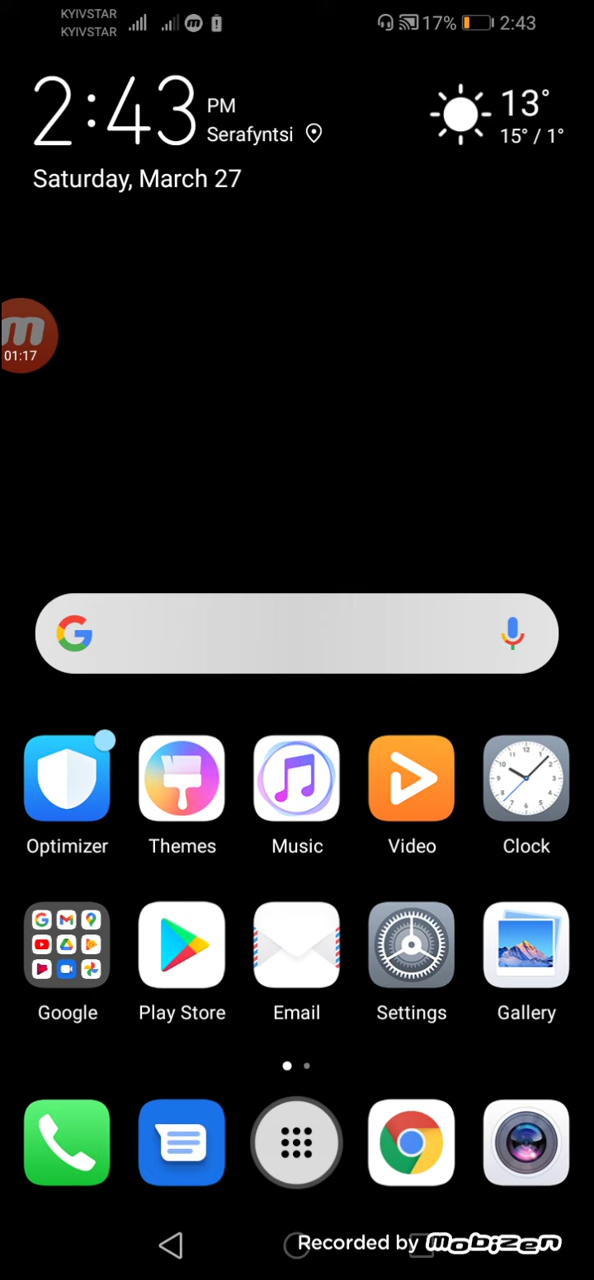 KYIVSTAR
KYIVSTAR
17% 2:43
2:43 PM
Serafyntsi
13°
15° / 1°
Saturday, March 27
m
01:17
Optimizer
Themes
Music
Video
Clock
Google
Play Store
Email
Settings
Gallery
Recorded by mobizen